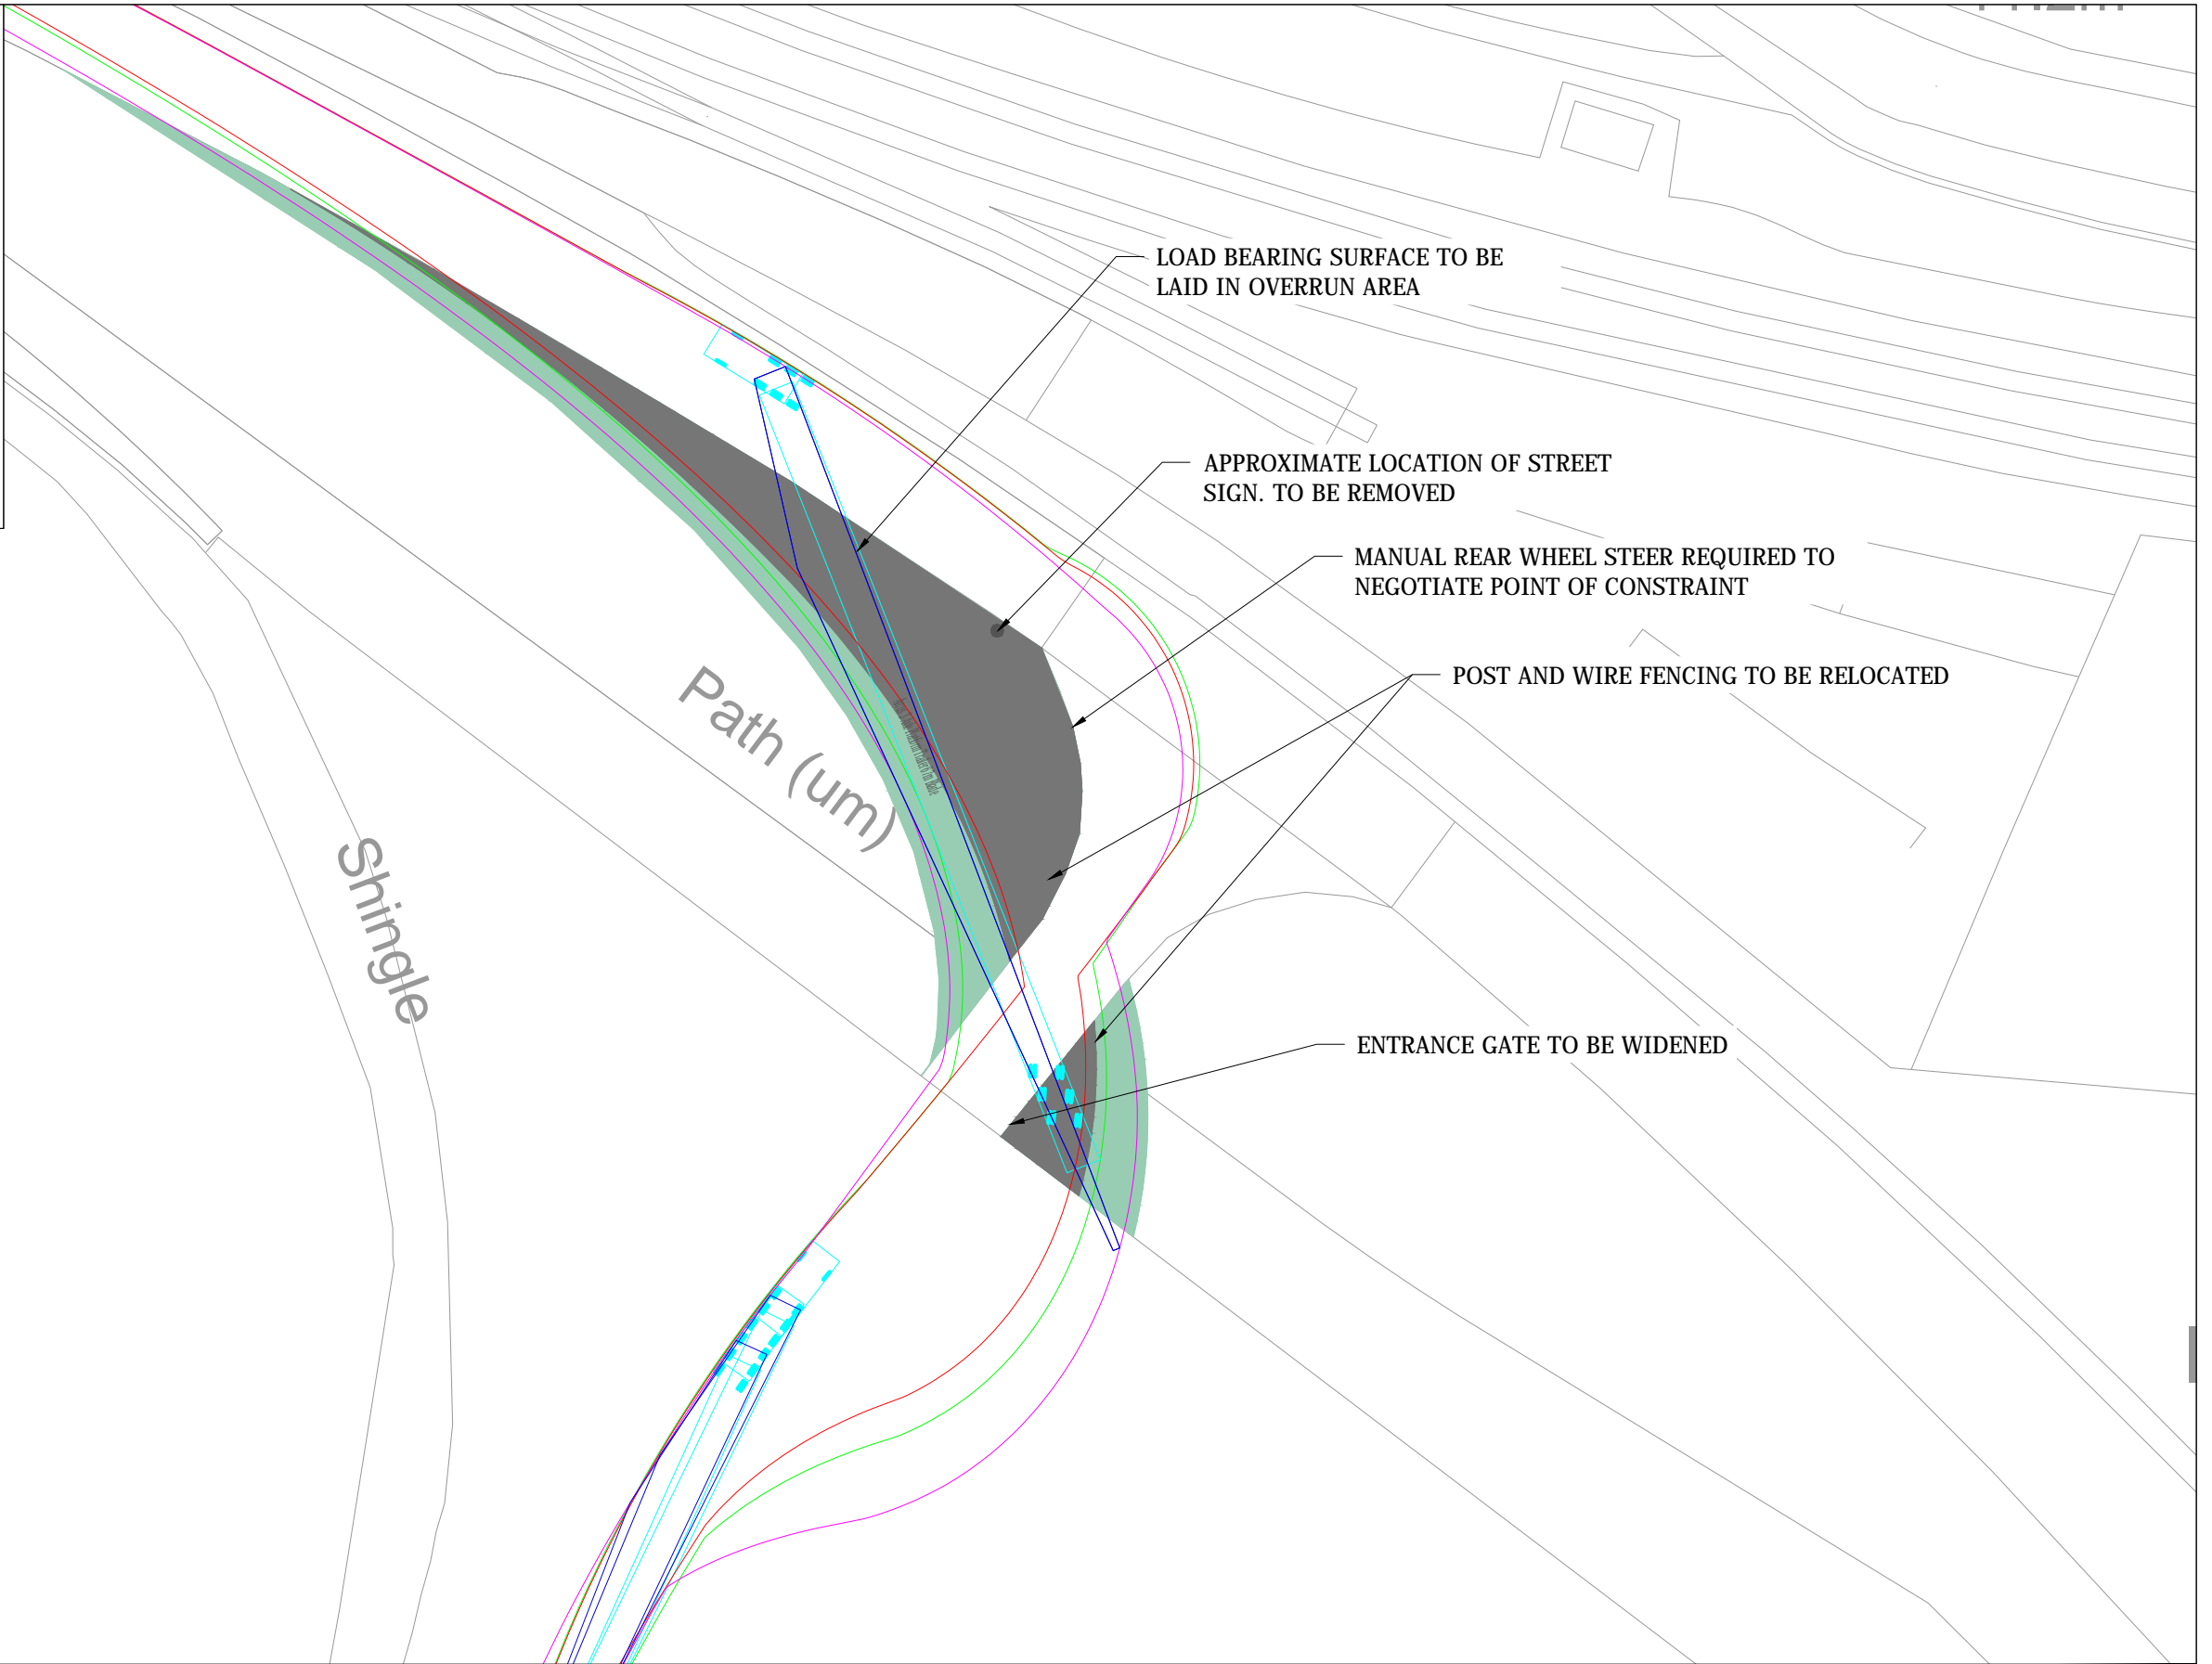 LOAD BEARING SURFACE TO BE
LAID IN OVERRUN AREA
APPROXIMATE LOCATION OF STREET
SIGN. TO BE REMOVED
MANUAL REAR WHEEL STEER REQUIRED TO
NEGOTIATE POINT OF CONSTRAINT
POST AND WIRE FENCING TO BE RELOCATED
Path (um)
Shingle
ENTRANCE GATE TO BE WIDENED